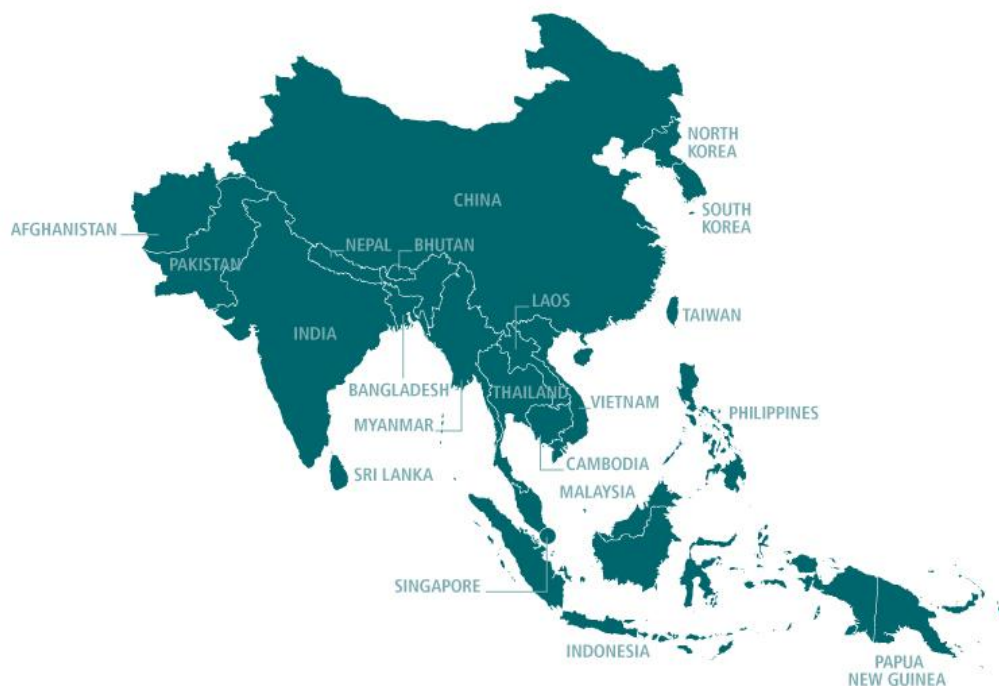 NORTH
KOREA
CHINA
SOUTH
KOREA
AFGHANISTAN
NEPAL
BHUTAN
PAKISTAN
LAOS
TAIWAN
INDIA
BANGLADESH
THAILAND
VIETNAM
PHILIPPINES
MYANMAR
CAMBODIA
SRI LANKA
MALAYSIA
SINGAPORE
INDONESIA
PAPUA
NEW GUINEA